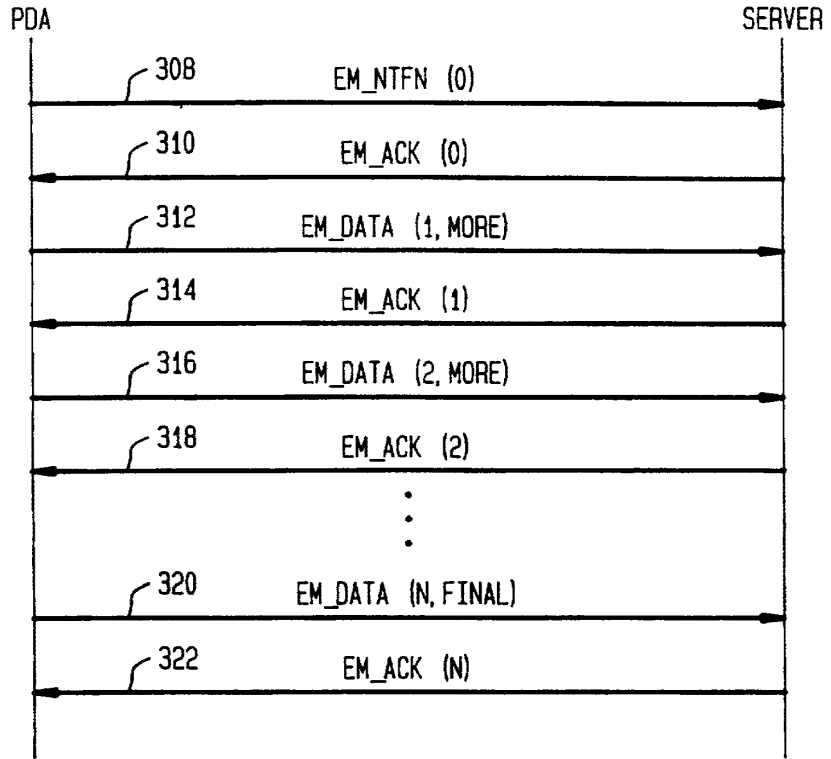 PDA SERVER
308 EM_NTFN (0)
310 EM_ACK (0)
312 EM_DATA (1, MORE)
314 EM_ACK (1)
316 EM_DATA (2, MORE)
318 EM_ACK (2)
320 EM_DATA (N, FINAL)
322 EM_ACK (N)